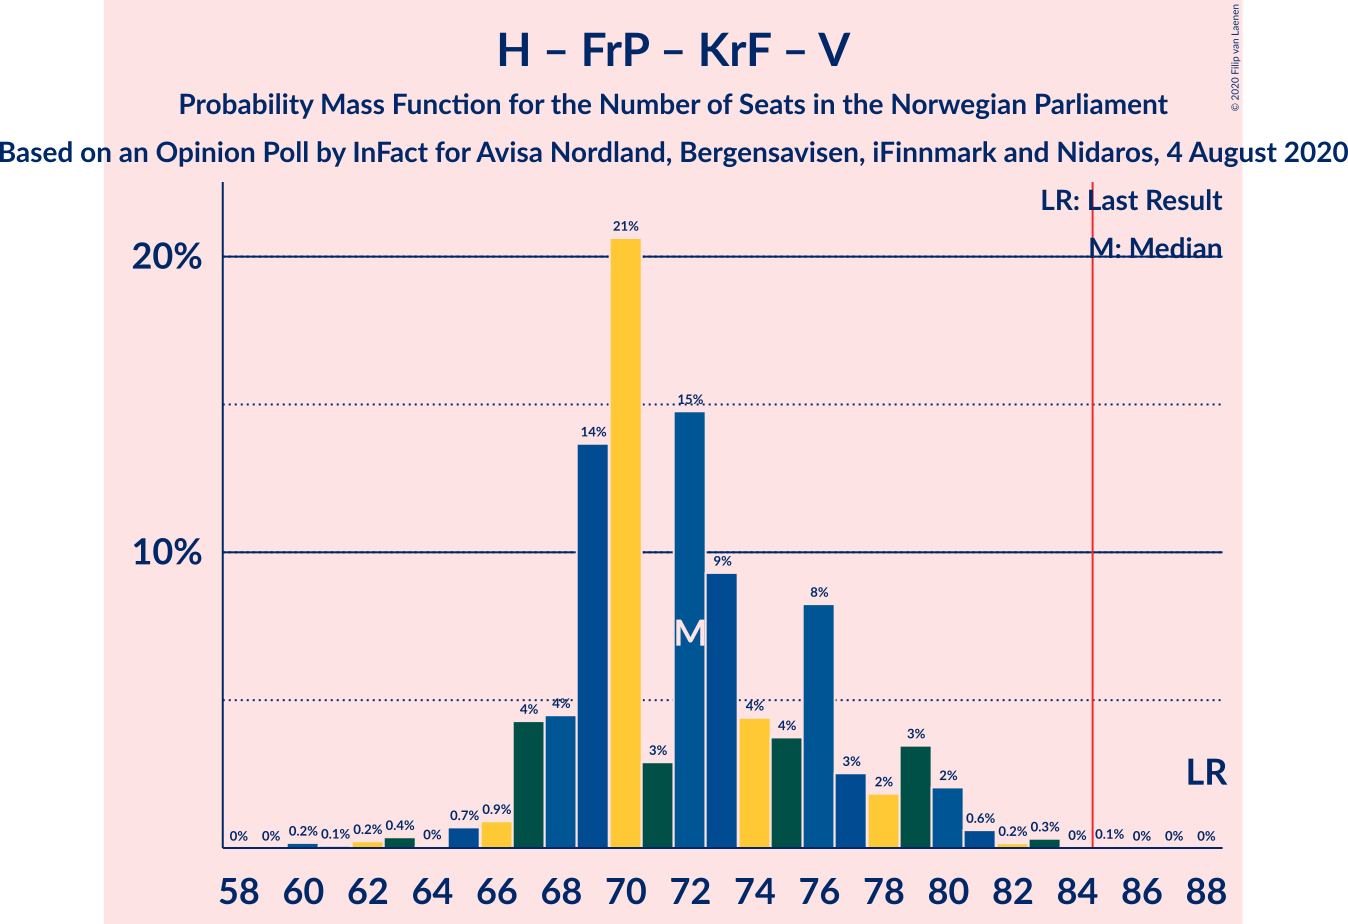 H – FrP – KrF – V
Probability Mass Function for the Number of Seats in the Norwegian Parliament
Based on an Opinion Poll by InFact for Avisa Nordland, Bergensavisen, iFinnmark and Nidaros, 4 August 2020
© 2020 Filip van Laenen
LR: Last Result
M: Median
20%
10%
0% 0% 0.2% 0.1% 0.2% 0.4% 0% 0.7% 0.9% 4% 4% 14% 21% 3% 15% 9% 4% 4% 8% 3% 2% 3% 2% 0.6% 0.2% 0.3% 0% 0.1% 0% 0% 0%
M
LR
58 60 62 64 66 68 70 72 74 76 78 80 82 84 86 88